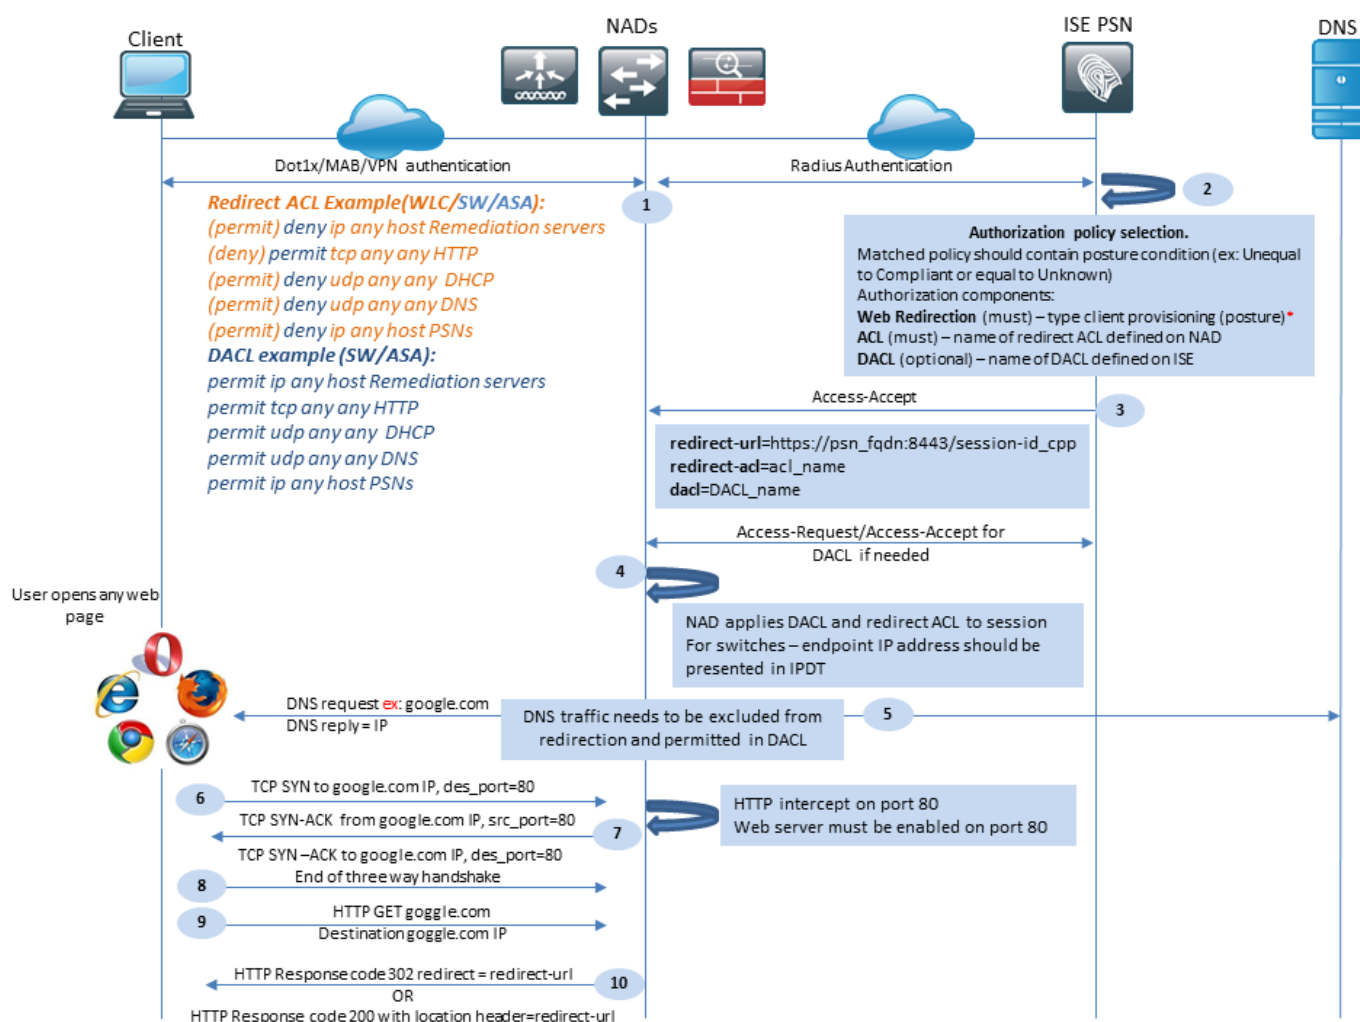 Client
NADs
ISE PSN
DNS
Dot1x/MAB/VPN authentication
Radius Authentication
1
2
Redirect ACL Example(WLC/SW/ASA):
(permit) deny ip any host Remediation servers
(deny) permit tcp any any HTTP
(permit) deny udp any any DHCP
(permit) deny udp any any DNS
(permit) deny ip any host PSNs
DACL example (SW/ASA):
permit ip any host Remediation servers
permit tcp any any HTTP
permit udp any any DHCP
permit udp any any DNS
permit ip any host PSNs
Authorization policy selection.
Matched policy should contain posture condition (ex: Unequal
to Compliant or equal to Unknown)
Authorization components:
Web Redirection (must) – type client provisioning (posture)*
ACL (must) – name of redirect ACL defined on NAD
DACL (optional) – name of DACL defined on ISE
Access-Accept
3
redirect-url=https://psn_fqdn:8443/session-id_cpp
redirect-acl=acl_name
dacl=DACL_name
Access-Request/Access-Accept for
DACL if needed
4
NAD applies DACL and redirect ACL to session
For switches – endpoint IP address should be
presented in IPDT
User opens any web
page
DNS request ex: google.com
DNS reply = IP
DNS traffic needs to be excluded from
redirection and permitted in DACL
5
6
TCP SYN to google.com IP, des_port=80
HTTP intercept on port 80
Web server must be enabled on port 80
TCP SYN-ACK from google.com IP, src_port=80
7
TCP SYN –ACK to google.com IP, des_port=80
End of three way handshake
8
HTTP GET goggle.com
Destination goggle.com IP
9
HTTP Response code 302 redirect = redirect-url
10
OR
HTTP Response code 200 with location header=redirect-url